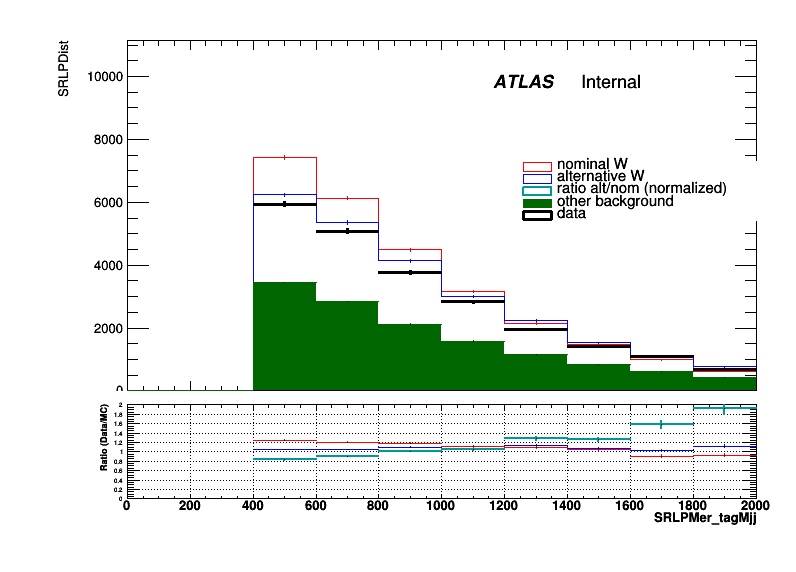 SRLPDist
10000
8000
6000
4000
2000
0
ATLAS Internal
nominal W
alternative W
ratio alt/nom (normalized)
other background
data
Ratio (Data/MC)
2
1.8
1.6
1.4
1.2
1
0.8
0.6
0.4
0.2
0
0 200 400 600 800 1000 1200 1400 1600 1800 2000
SRLPMer_tagMjj